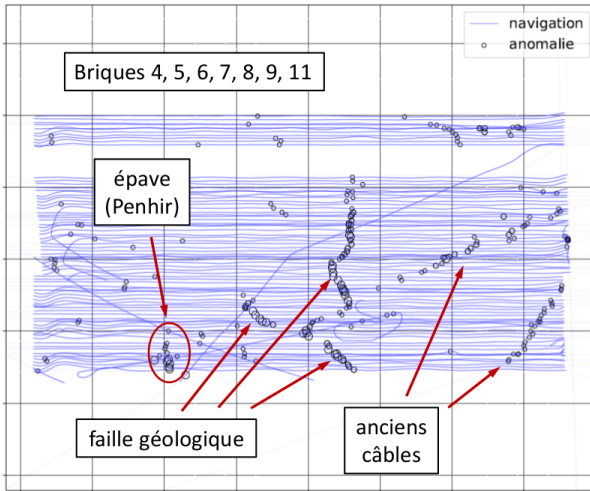 navigation
anomalie
Briques 4, 5, 6, 7, 8, 9, 11
épave
(Penhir)
faille géologique
anciens
câbles